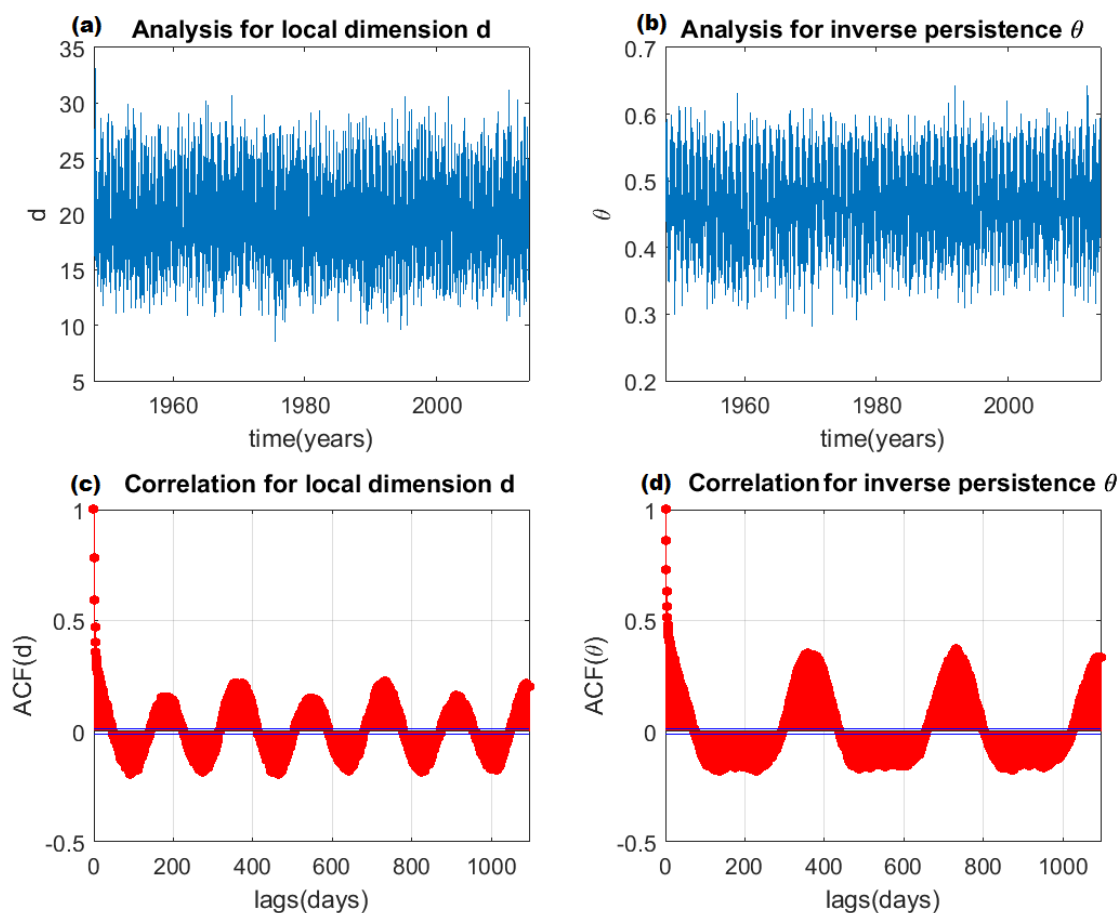 (a) Analysis for local dimension d
35
30
25
20
15
10
5
d
1960 1980 2000
time(years)
(b) Analysis for inverse persistence θ
0.7
0.6
0.5
0.4
0.3
0.2
θ
1960 1980 2000
time(years)
(c) Correlation for local dimension d
1
0.5
0
-0.5
ACF(d)
0 200 400 600 800 1000
lags(days)
(d) Correlation for inverse persistence θ
1
0.5
0
-0.5
ACF(θ)
0 200 400 600 800 1000
lags(days)